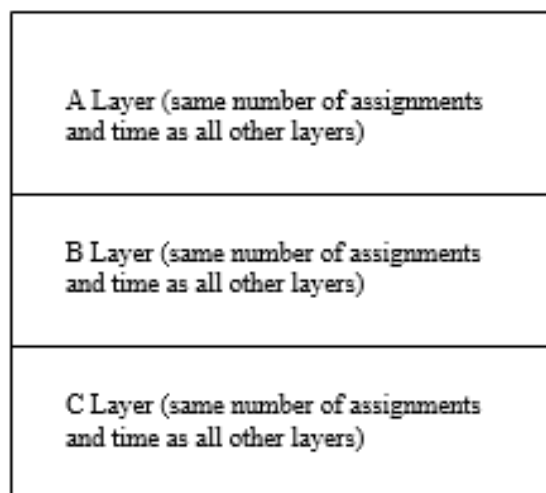 A Layer (same number of assignments
and time as all other layers)
B Layer (same number of assignments
and time as all other layers)
C Layer (same number of assignments
and time as all other layers)